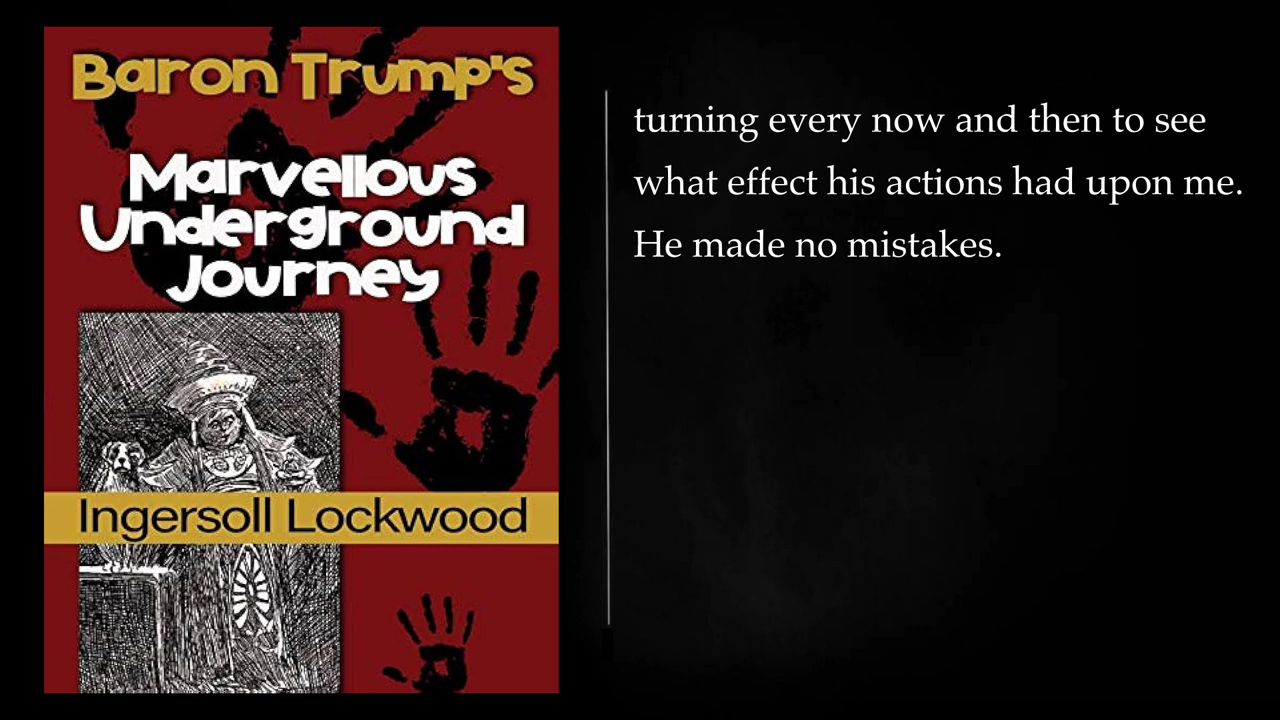 Baron Trump's
Marvellous
Underground
Journey
Ingersoll Lockwood
turning every now and then to see
what effect his actions had upon me.
He made no mistakes.